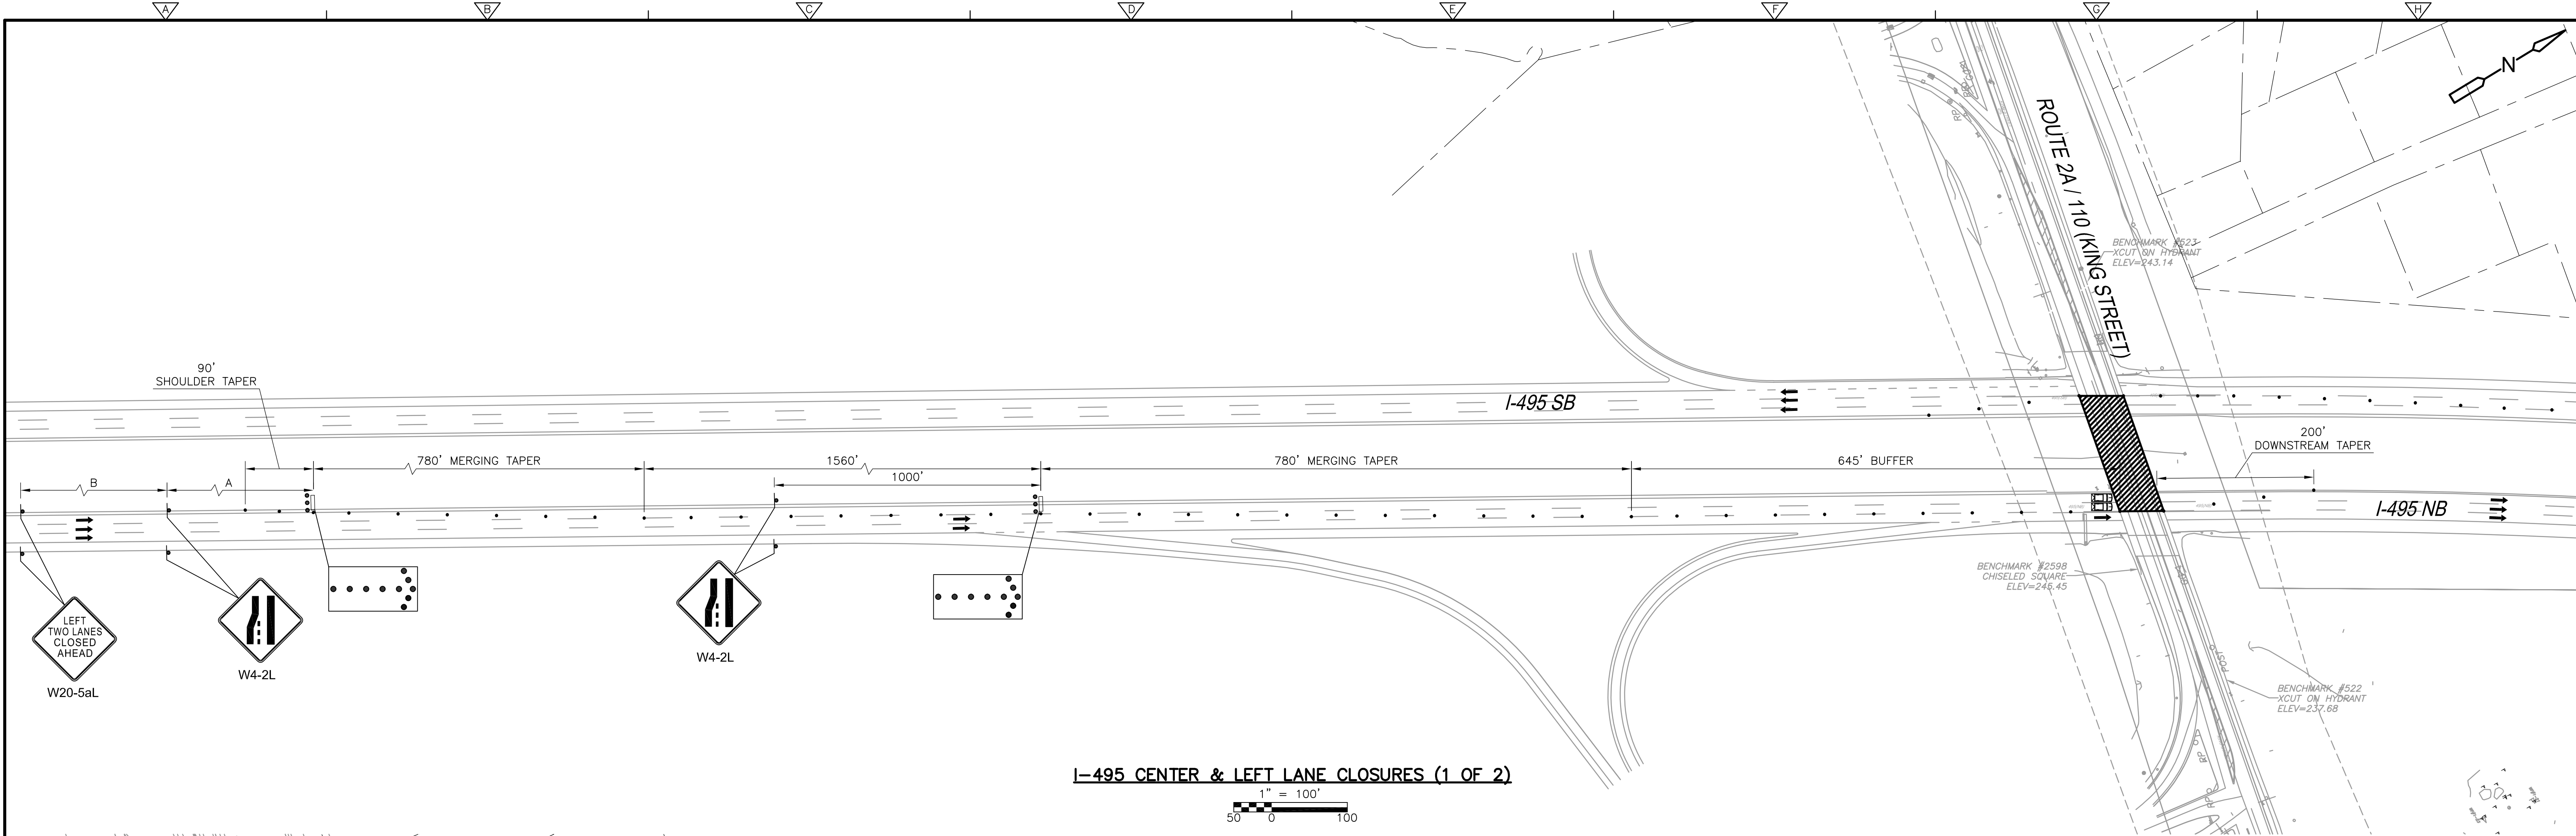 A
B
C
D
E
F
G
H
N
ROUTE 2A / 110 (KING STREET)
BENCHMARK #523
XCUT ON HYDRANT
ELEV=243.14
90'
SHOULDER TAPER
I-495 SB
200'
DOWNSTREAM TAPER
780' MERGING TAPER
1560'
780' MERGING TAPER
645' BUFFER
1000'
B
A
I-495 NB
BENCHMARK #2598
CHISELED SQUARE
ELEV=246.45
LEFT
TWO LANES
CLOSED
AHEAD
W20-5aL
W4-2L
W4-2L
BENCHMARK #522
XCUT ON HYDRANT
ELEV=237.68
I-495 CENTER & LEFT LANE CLOSURES (1 OF 2)
1" = 100'
50 0 100